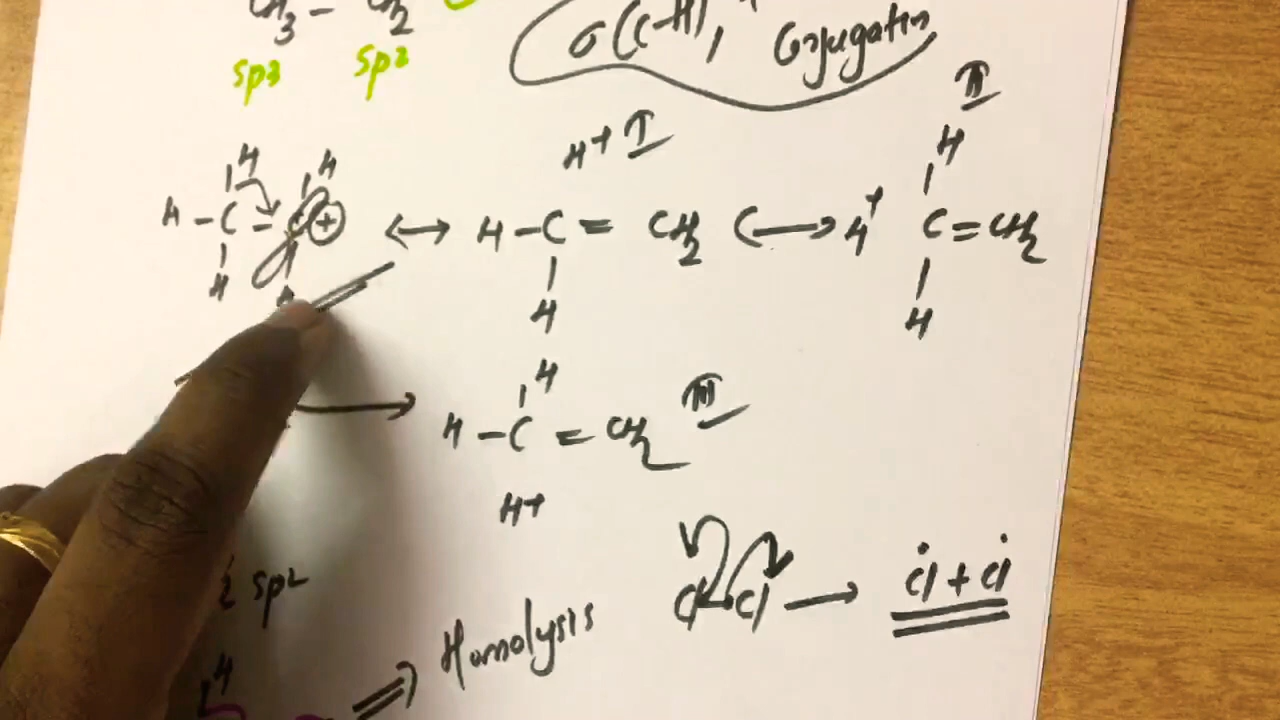 CH3 - CH2
sp3 sp2
σ(C-H), Conjugation
II
H+ I
H
H H
H - C - C +
H
H
↔ H - C = CH2 ↔ H+ C = CH2
H
H
III
H
H - C = CH2
H+
→
sp2
H
⇒ Homolysis
Cl - Cl → Cl + Cl